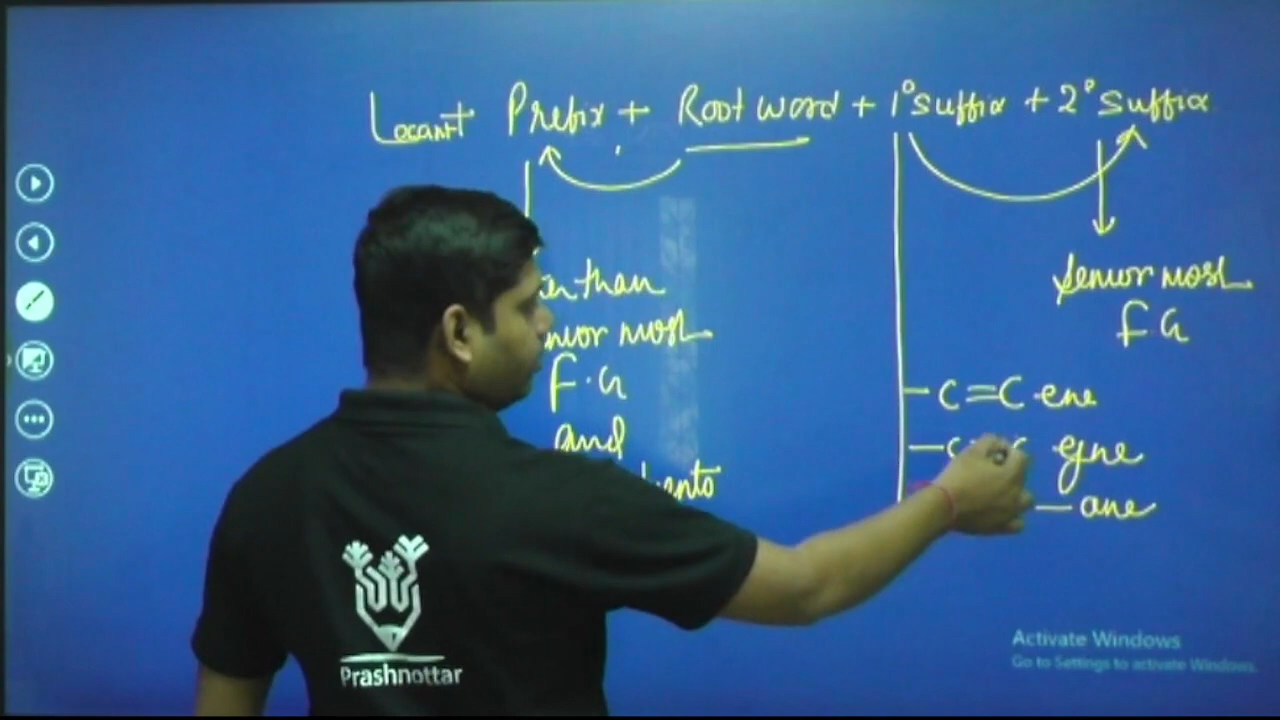 Locant Prefix + Root word + 1° suffix + 2° suffix
than
most
F.G
and
senior most
F G
– C=C ene
– C yne
— ane
Prashnottar
Activate Windows
Go to Settings to activate Windows.